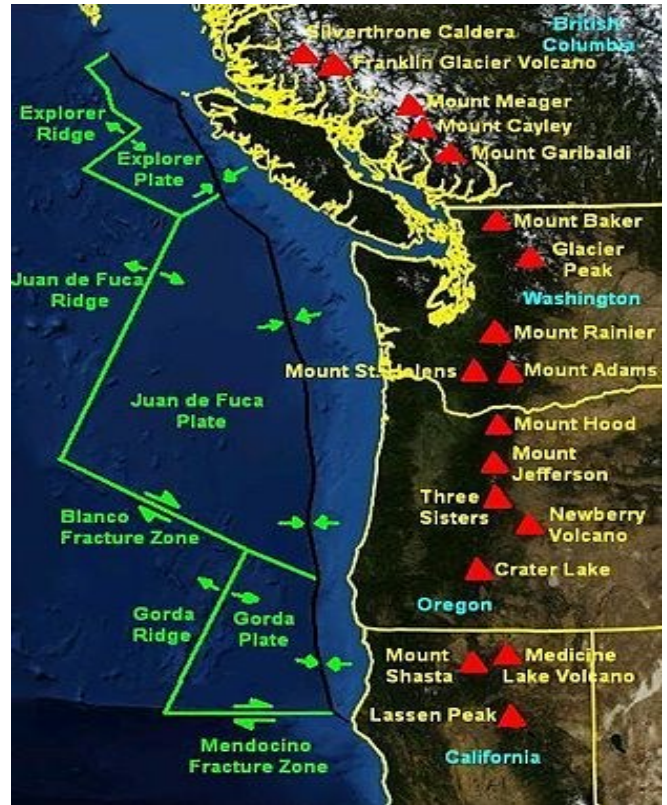 Silverthrone Caldera
British
Columbia
Franklin Glacier Volcano
Mount Meager
Explorer
Ridge
Mount Cayley
Explorer
Plate
Mount Garibaldi
Mount Baker
Glacier
Peak
Juan de Fuca
Ridge
Washington
Mount Rainier
Mount St. Helens
Mount Adams
Juan de Fuca
Plate
Mount Hood
Mount
Jefferson
Three
Sisters
Newberry
Volcano
Blanco
Fracture Zone
Crater Lake
Oregon
Gorda
Ridge
Gorda
Plate
Mount
Shasta
Medicine
Lake Volcano
Lassen Peak
Mendocino
Fracture Zone
California